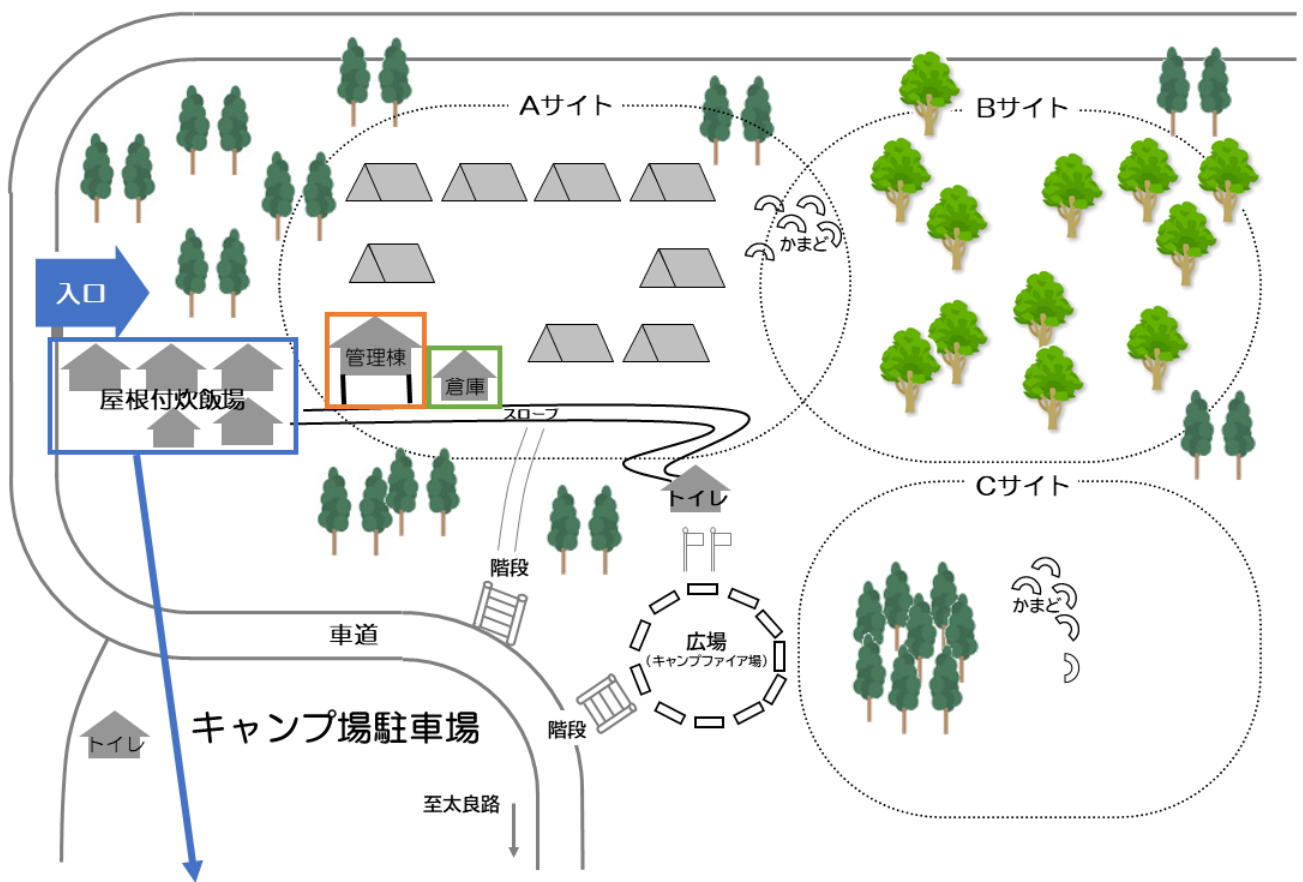 Aサイト
Bサイト
かまど
入口
管理棟
倉庫
屋根付炊飯場
スロープ
トイレ
Cサイト
階段
かまど
車道
広場
(キャンプファイア場)
階段
トイレ
キャンプ場駐車場
至太良路